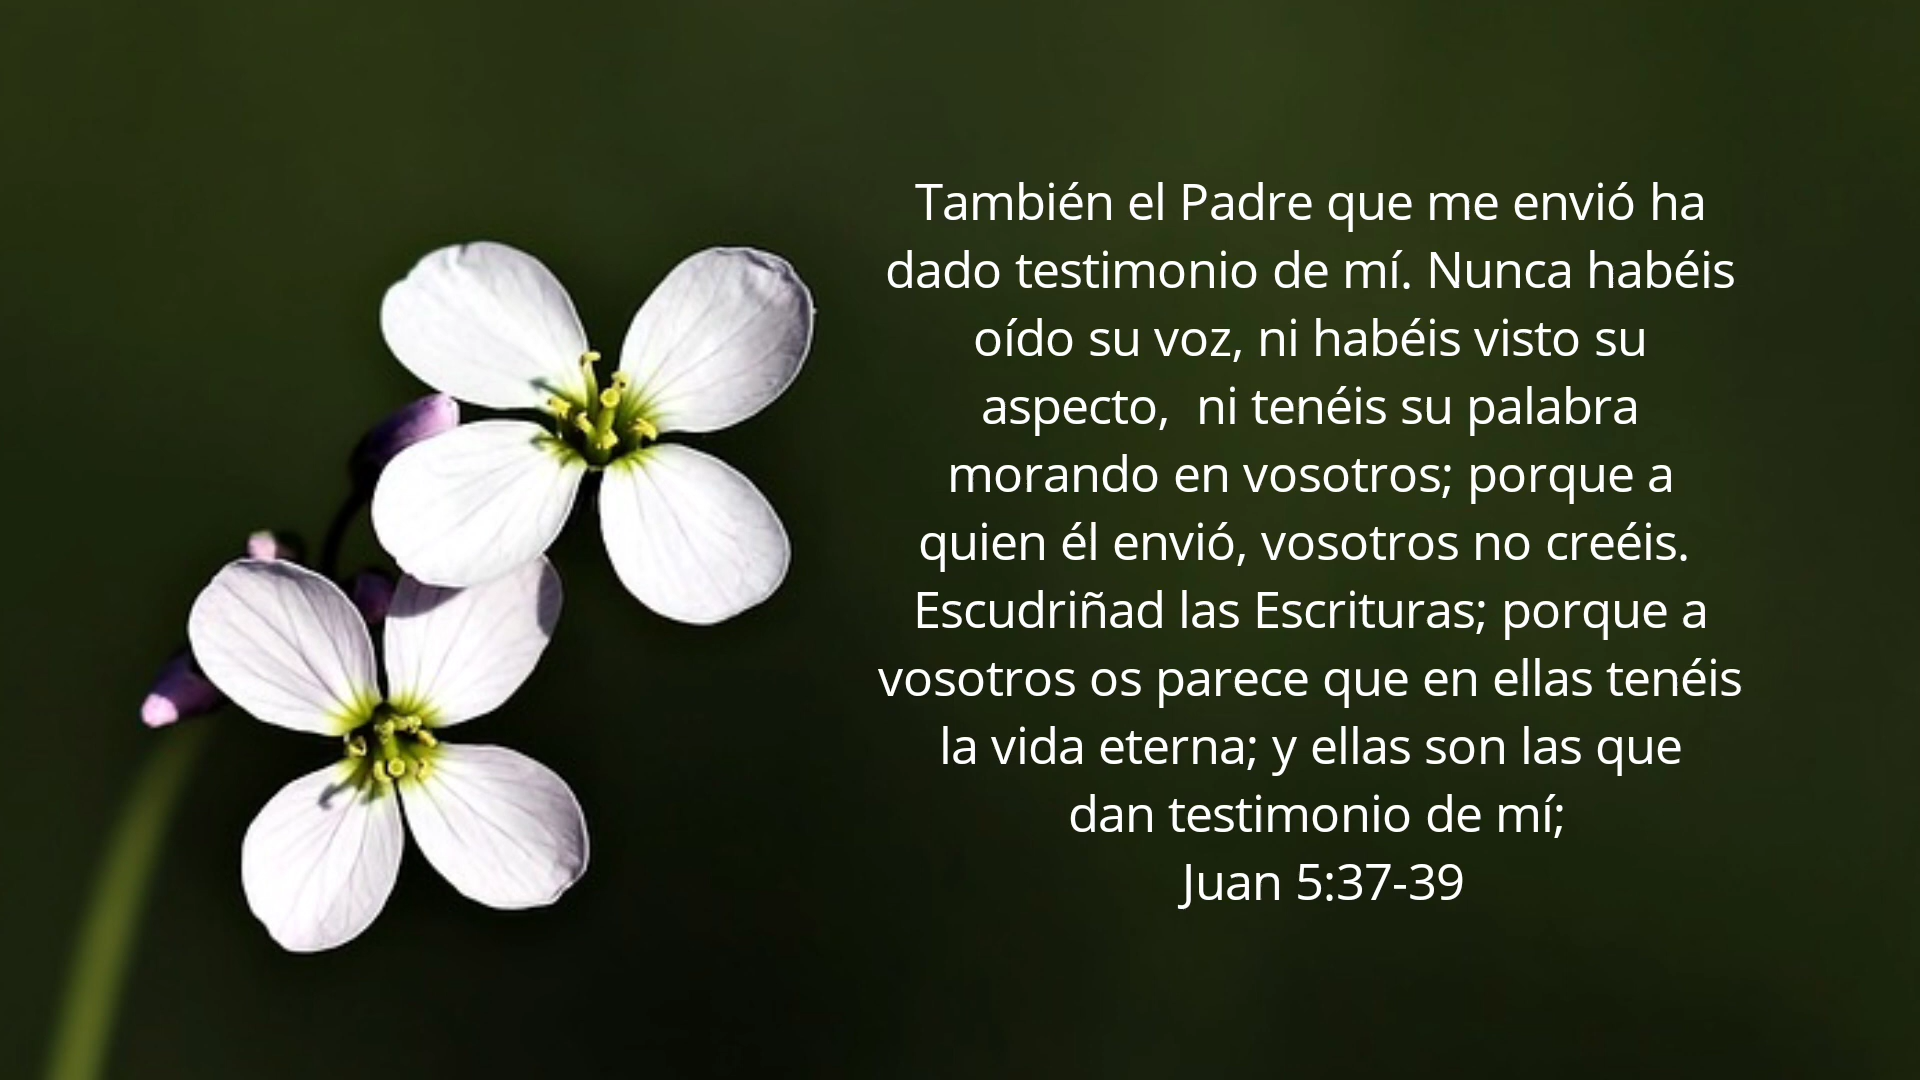 También el Padre que me envió ha
dado testimonio de mí. Nunca habéis
oído su voz, ni habéis visto su
aspecto,  ni tenéis su palabra
morando en vosotros; porque a
quien él envió, vosotros no creéis.
Escudriñad las Escrituras; porque a
vosotros os parece que en ellas tenéis
la vida eterna; y ellas son las que
dan testimonio de mí;
Juan 5:37-39